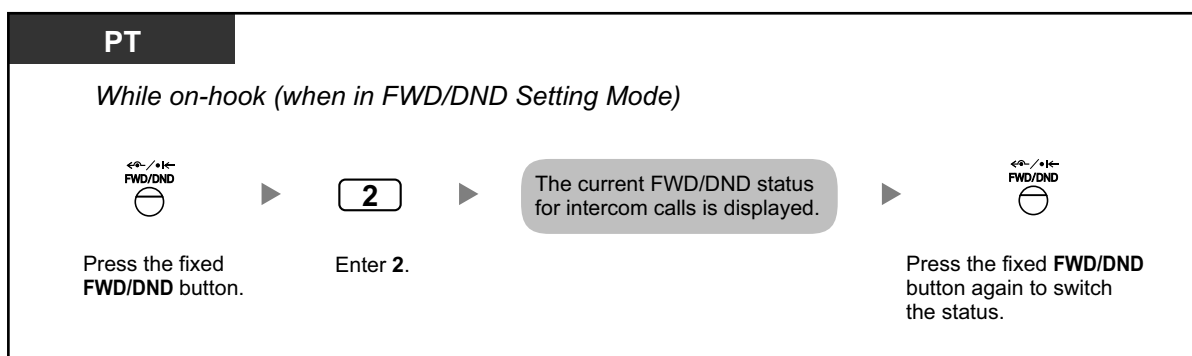 PT
While on-hook (when in FWD/DND Setting Mode)
FWD/DND
2
The current FWD/DND status
for intercom calls is displayed.
FWD/DND
Press the fixed
FWD/DND button.
Enter 2.
Press the fixed FWD/DND
button again to switch
the status.